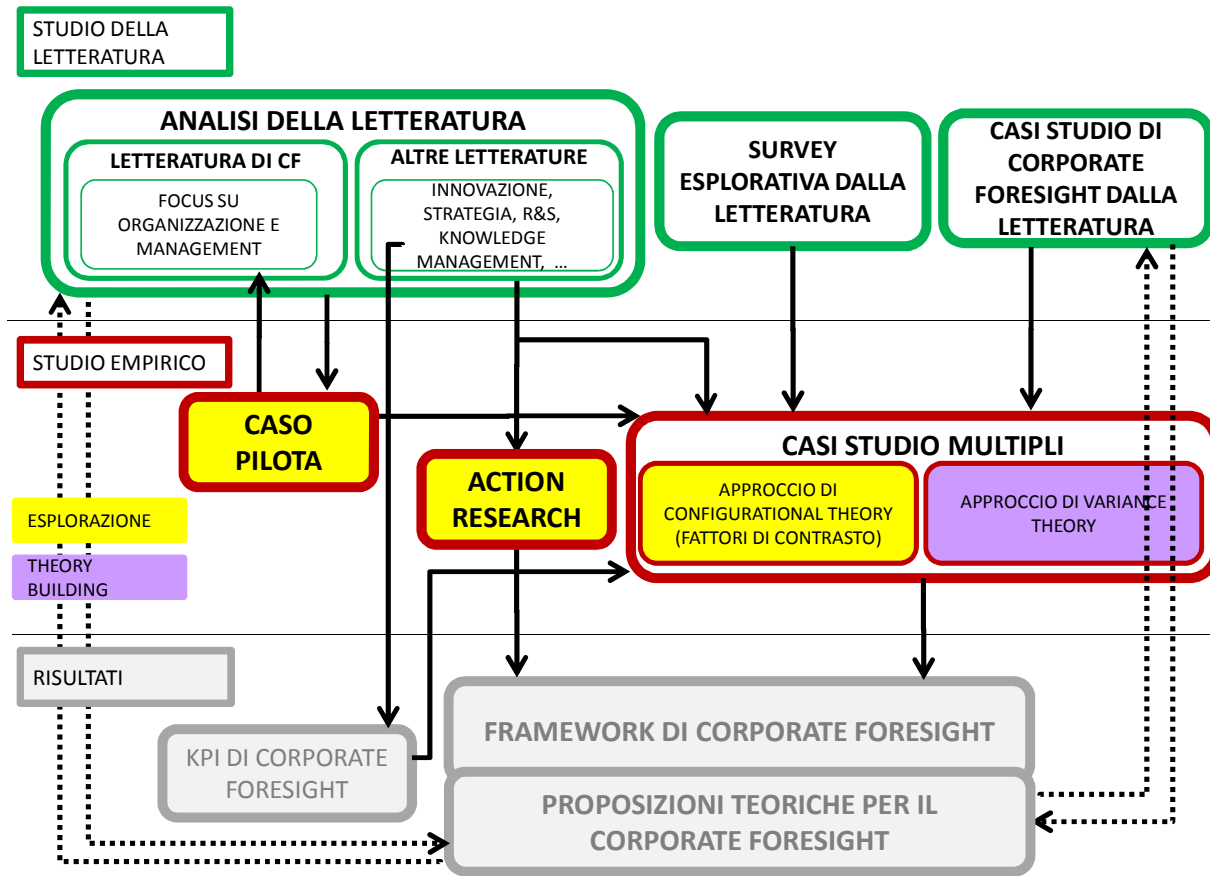 STUDIO DELLA
LETTERATURA
ANALISI DELLA LETTERATURA
LETTERATURA DI CF
FOCUS SU
ORGANIZZAZIONE E
MANAGEMENT
ALTRE LETTERATURE
INNOVAZIONE,
STRATEGIA, R&S,
KNOWLEDGE
MANAGEMENT, …
SURVEY
ESPLORATIVA DALLA
LETTERATURA
CASI STUDIO DI
CORPORATE
FORESIGHT DALLA
LETTERATURA
STUDIO EMPIRICO
CASO
PILOTA
ACTION
RESEARCH
CASI STUDIO MULTIPLI
APPROCCIO DI
CONFIGURATIONAL THEORY
(FATTORI DI CONTRASTO)
APPROCCIO DI VARIANCE
THEORY
ESPLORAZIONE
THEORY
BUILDING
RISULTATI
KPI DI CORPORATE
FORESIGHT
FRAMEWORK DI CORPORATE FORESIGHT
PROPOSIZIONI TEORICHE PER IL
CORPORATE FORESIGHT